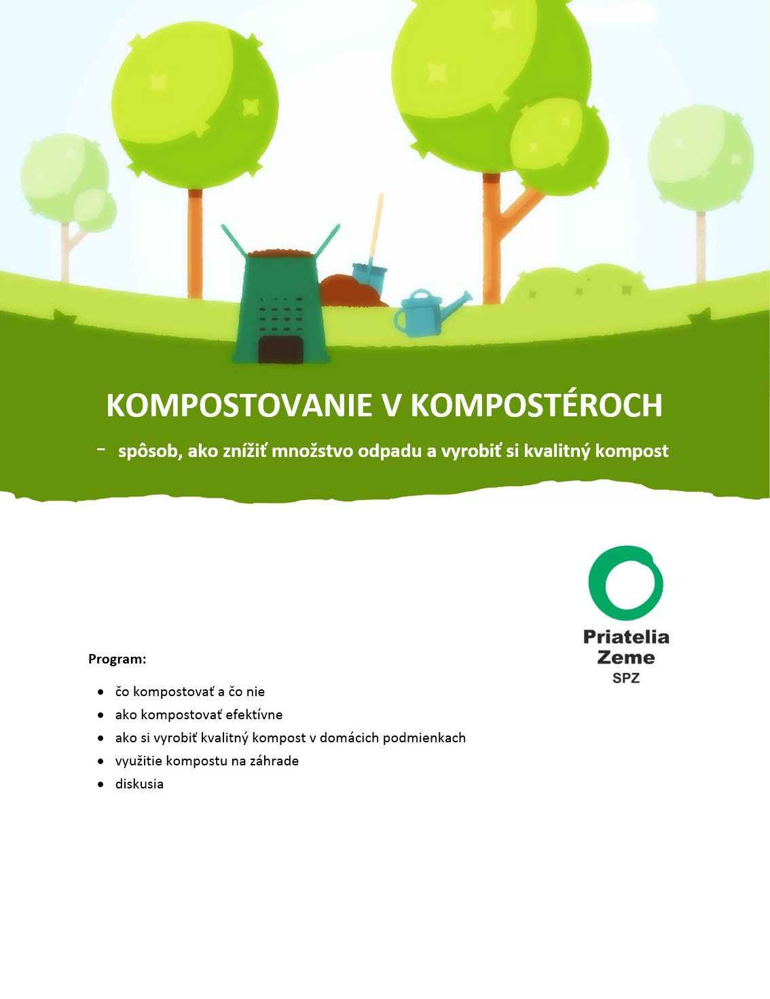 KOMPOSTOVANIE V KOMPOSTÉROCH
- spôsob, ako znížiť množstvo odpadu a vyrobiť si kvalitný kompost
Priatelia
Zeme
SPZ
Program:
• čo kompostovať a čo nie
• ako kompostovať efektívne
• ako si vyrobiť kvalitný kompost v domácich podmienkach
• využitie kompostu na záhrade
• diskusia